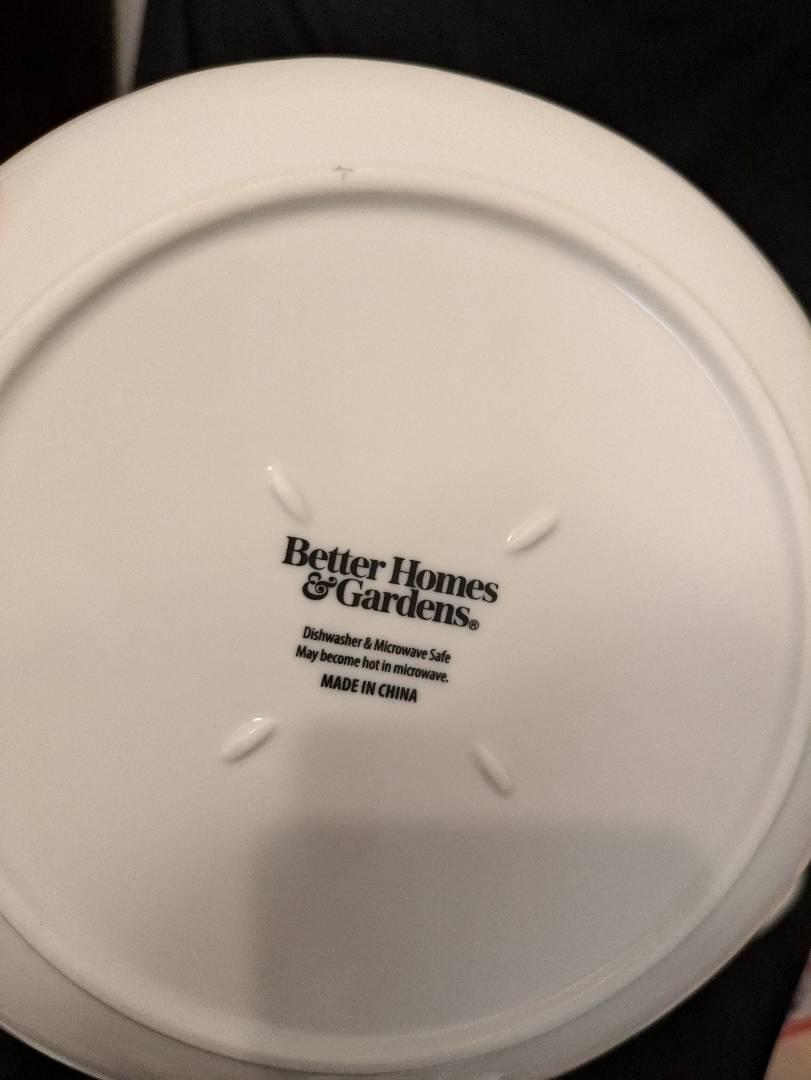 Better Homes
& Gardens®
Dishwasher & Microwave Safe
May become hot in microwave.
MADE IN CHINA